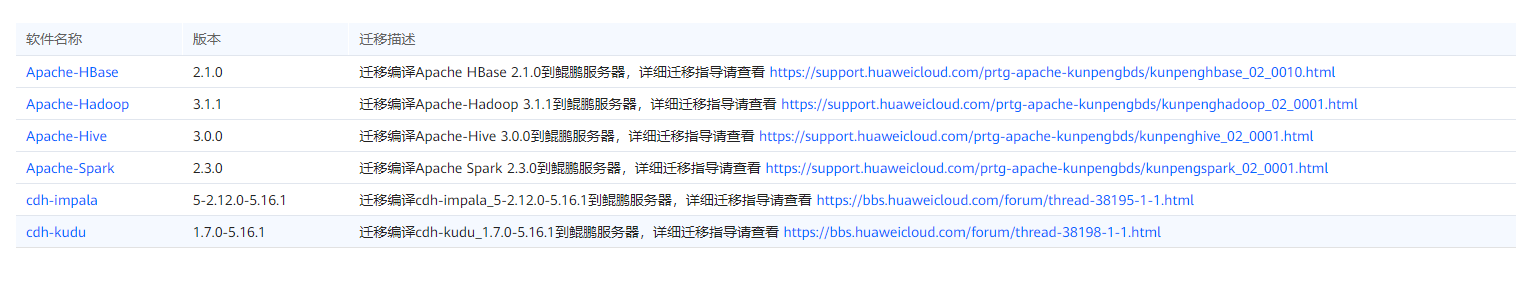 软件名称 版本 迁移描述
Apache-HBase 2.1.0 迁移编译Apache HBase 2.1.0到鲲鹏服务器，详细迁移指导请查看 https://support.huaweicloud.com/prtg-apache-kunpengbds/kunpenghbase_02_0010.html
Apache-Hadoop 3.1.1 迁移编译Apache-Hadoop 3.1.1到鲲鹏服务器，详细迁移指导请查看 https://support.huaweicloud.com/prtg-apache-kunpengbds/kunpenghadoop_02_0001.html
Apache-Hive 3.0.0 迁移编译Apache-Hive 3.0.0到鲲鹏服务器，详细迁移指导请查看 https://support.huaweicloud.com/prtg-apache-kunpengbds/kunpenghive_02_0001.html
Apache-Spark 2.3.0 迁移编译Apache Spark 2.3.0到鲲鹏服务器，详细迁移指导请查看 https://support.huaweicloud.com/prtg-apache-kunpengbds/kunpengspark_02_0001.html
cdh-impala 5-2.12.0-5.16.1 迁移编译cdh-impala_5-2.12.0-5.16.1到鲲鹏服务器，详细迁移指导请查看 https://bbs.huaweicloud.com/forum/thread-38195-1-1.html
cdh-kudu 1.7.0-5.16.1 迁移编译cdh-kudu_1.7.0-5.16.1到鲲鹏服务器，详细迁移指导请查看 https://bbs.huaweicloud.com/forum/thread-38198-1-1.html